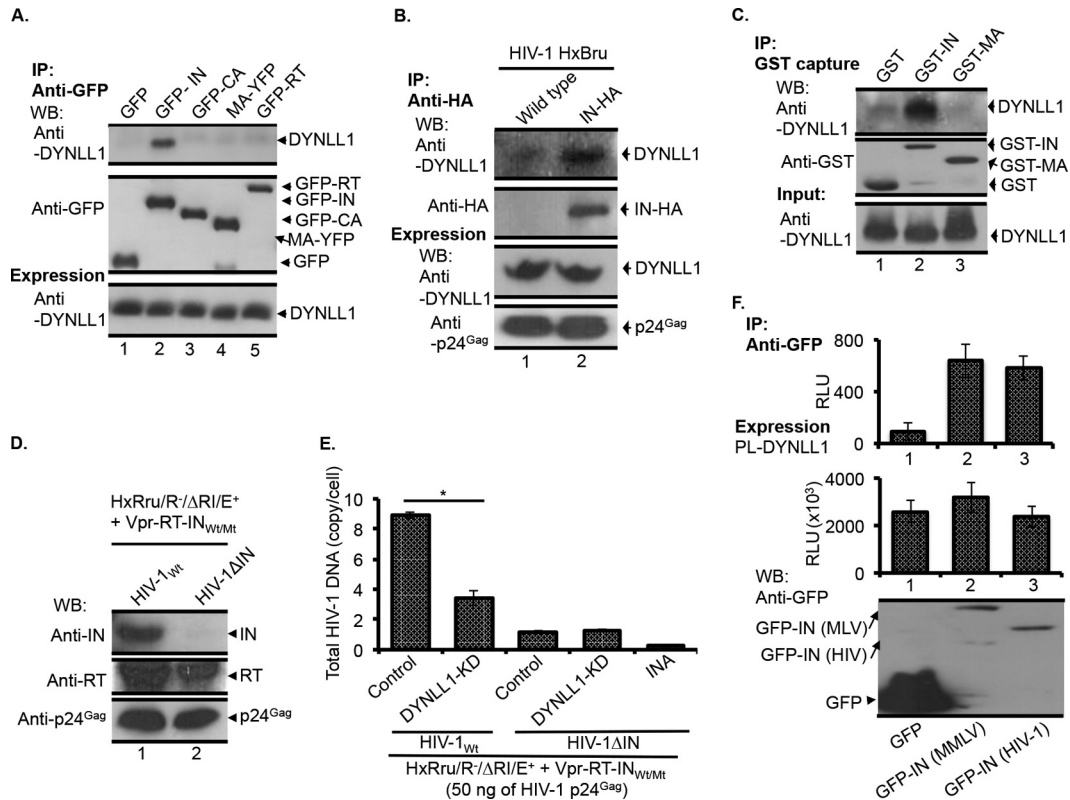 A.
IP:
Anti-GFP
WB:
Anti
-DYNLL1
GFP
GFP- IN
GFP-CA
MA-YFP
GFP-RT
DYNLL1
Anti-GFP
GFP-RT
GFP-IN
GFP-CA
MA-YFP
GFP
Expression
Anti
-DYNLL1
DYNLL1
1 2 3 4 5
B.
HIV-1 HxBru
IP:
Anti-HA
Wild type
IN-HA
WB:
Anti
-DYNLL1
DYNLL1
Anti-HA
IN-HA
Expression
WB:
Anti
-DYNLL1
DYNLL1
Anti
-p24Gag
p24Gag
1 2
C.
IP:
GST capture
GST
GST-IN
GST-MA
WB:
Anti
-DYNLL1
DYNLL1
Anti-GST
GST-IN
GST-MA
GST
Input:
Anti
-DYNLL1
DYNLL1
1 2 3
D.
HxRru/R-/ΔRI/E+
+ Vpr-RT-INWt/Mt
HIV-1Wt
HIV-1ΔIN
WB:
Anti-IN
IN
Anti-RT
RT
Anti-p24Gag
p24Gag
1 2
E.
Total HIV-1 DNA (copy/cell)
10
8
6
4
2
0
*
Control
DYNLL1-KD
Control
DYNLL1-KD
INA
HIV-1Wt
HIV-1ΔIN
HxRru/R-/ΔRI/E+ + Vpr-RT-INWt/Mt
(50 ng of HIV-1 p24Gag)
F.
IP:
Anti-GFP
RLU
800
400
0
1 2 3
Expression
PL-DYNLL1
RLU (x10³)
4000
2000
0
1 2 3
WB:
Anti-GFP
GFP-IN (MLV)
GFP-IN (HIV)
GFP
GFP
GFP-IN (MMLV)
GFP-IN (HIV-1)